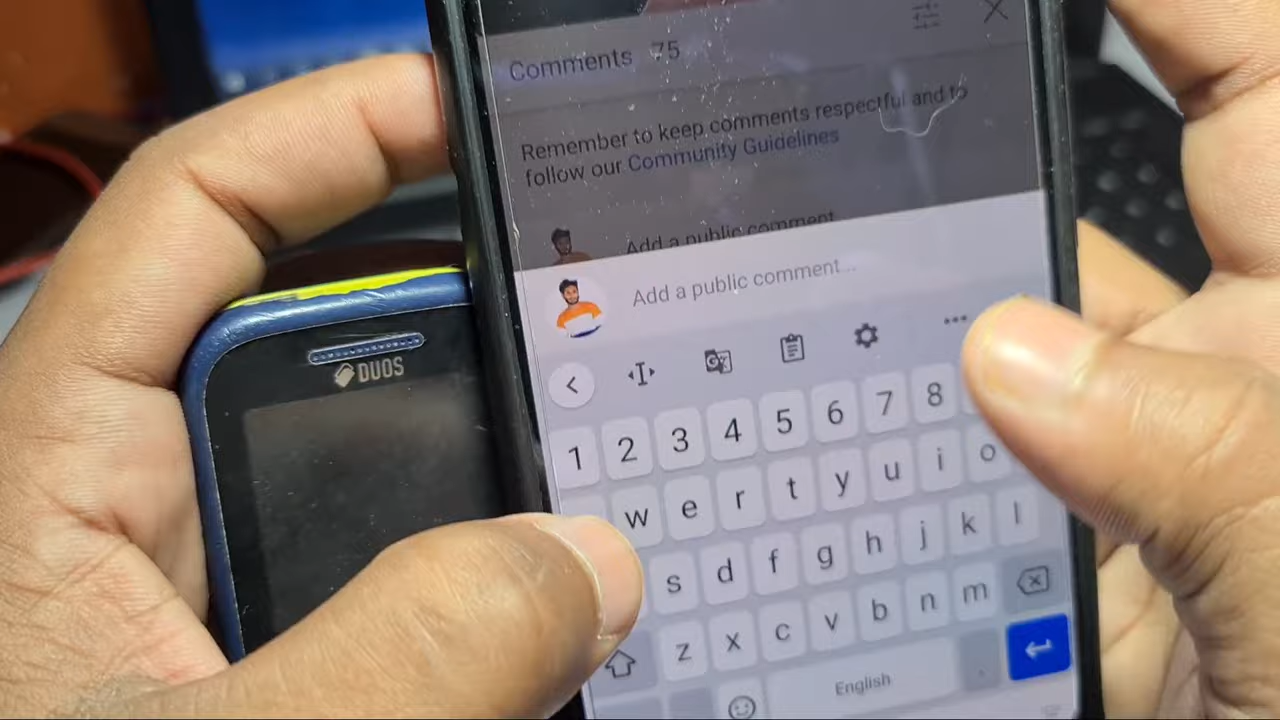 Comments 75
Remember to keep comments respectful and to
follow our Community Guidelines
Add a public comment...
Add a public comment...
DUOS
1 2 3 4 5 6 7 8
w e r t y u i o
s d f g h j k l
z x c v b n m
English .